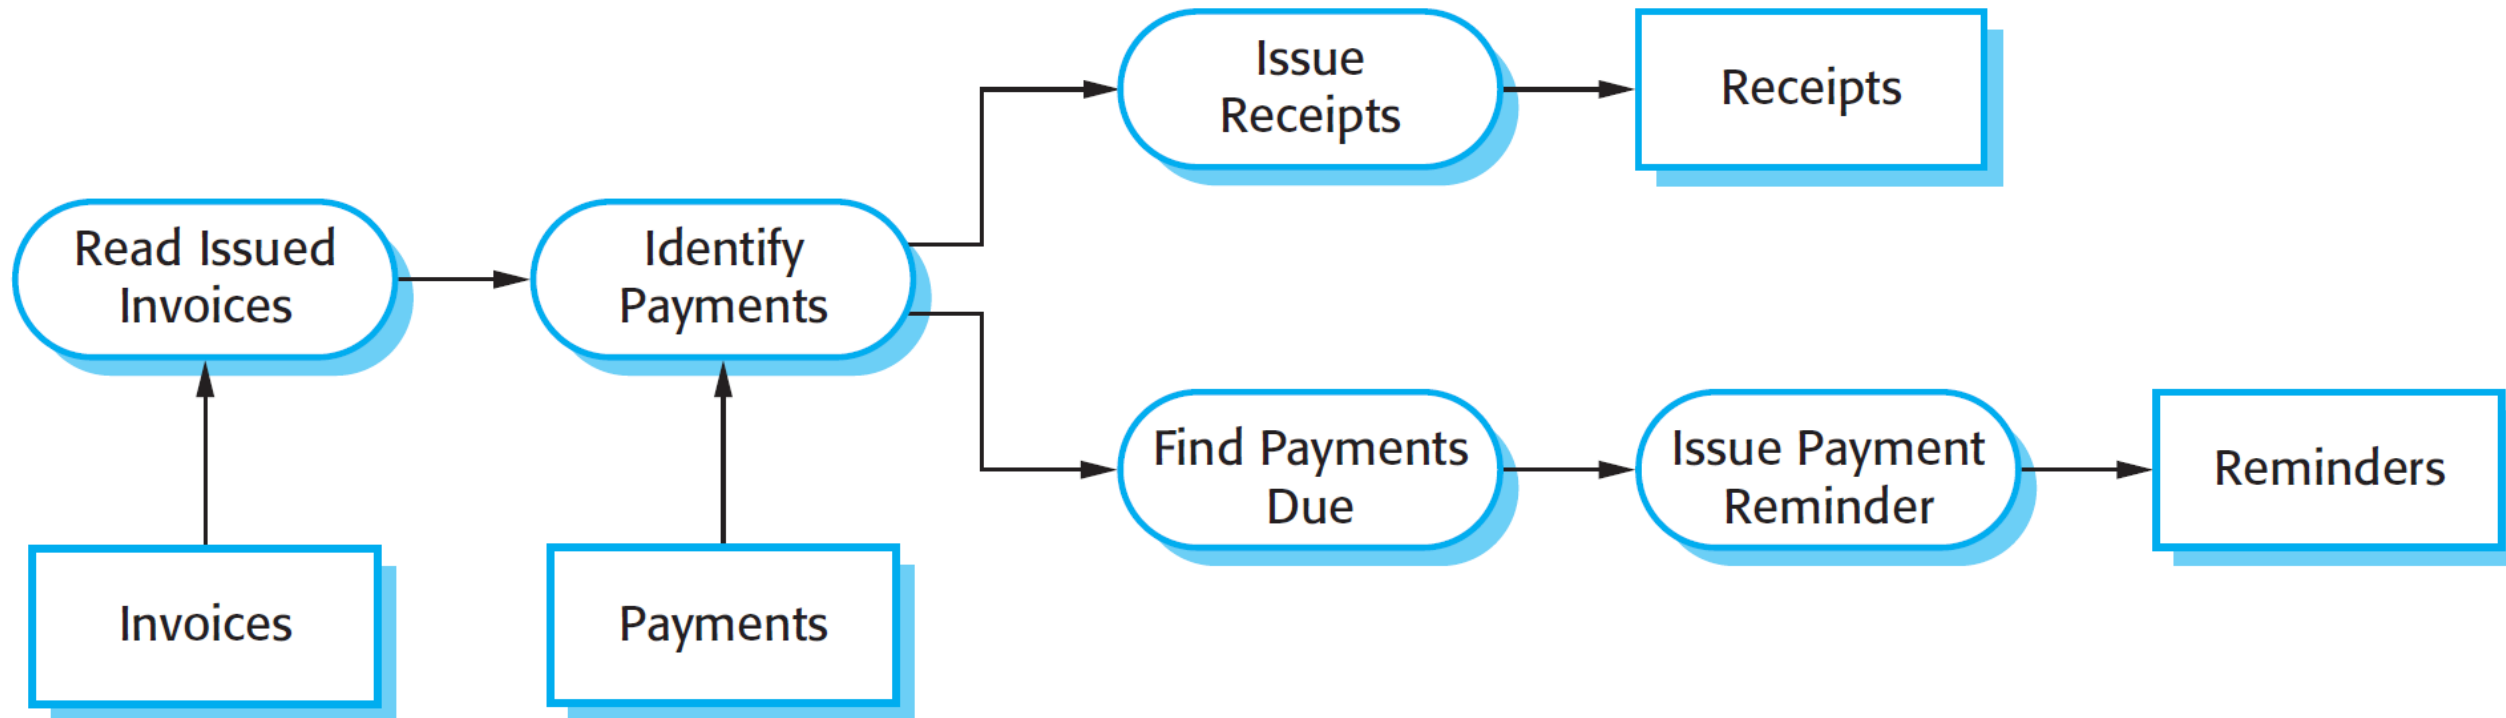 Issue
Receipts
Receipts
Read Issued
Invoices
Identify
Payments
Find Payments
Due
Issue Payment
Reminder
Reminders
Invoices
Payments